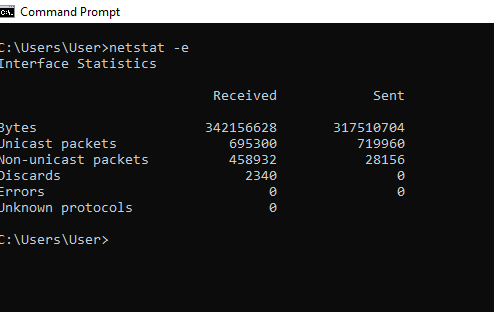 Command Prompt
C:\Users\User>netstat -e
Interface Statistics
Received Sent
Bytes 342156628 317510704
Unicast packets 695300 719960
Non-unicast packets 458932 28156
Discards 2340 0
Errors 0 0
Unknown protocols 0
C:\Users\User>